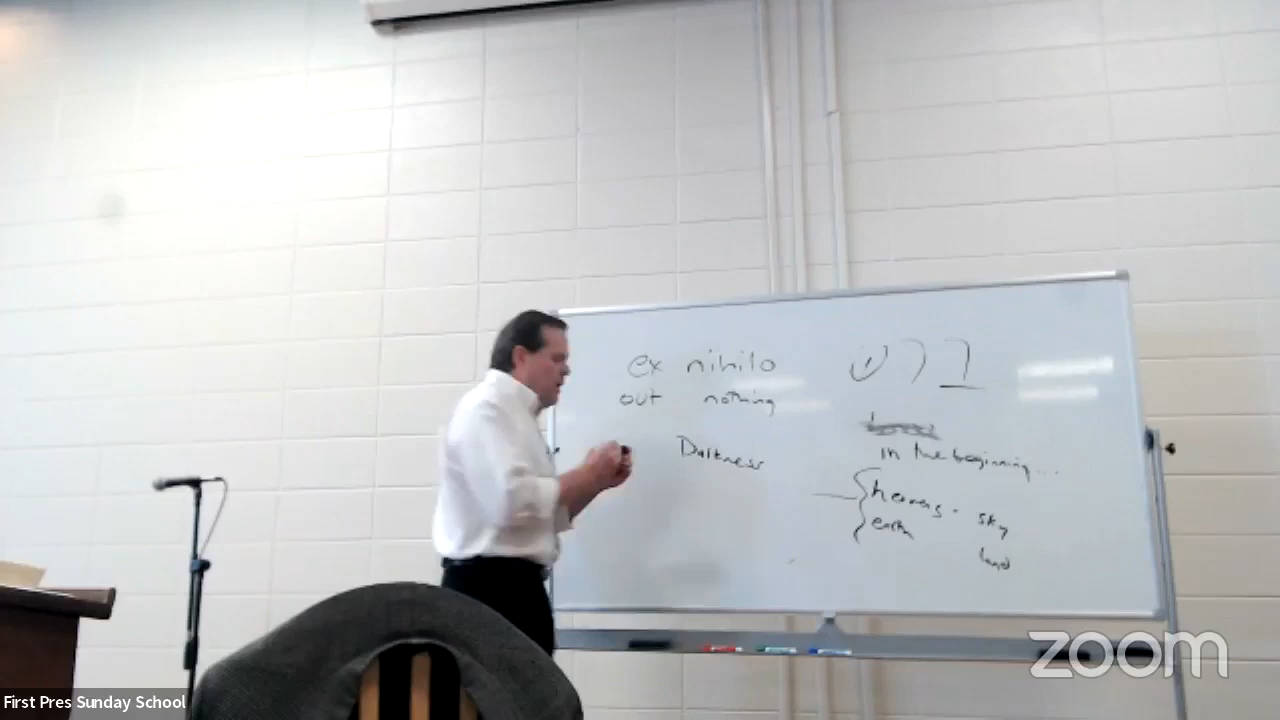 ex nihilo
out nothing
Darkness
in the beginning...
heavens - sky
earth
land
First Pres Sunday School
zoom